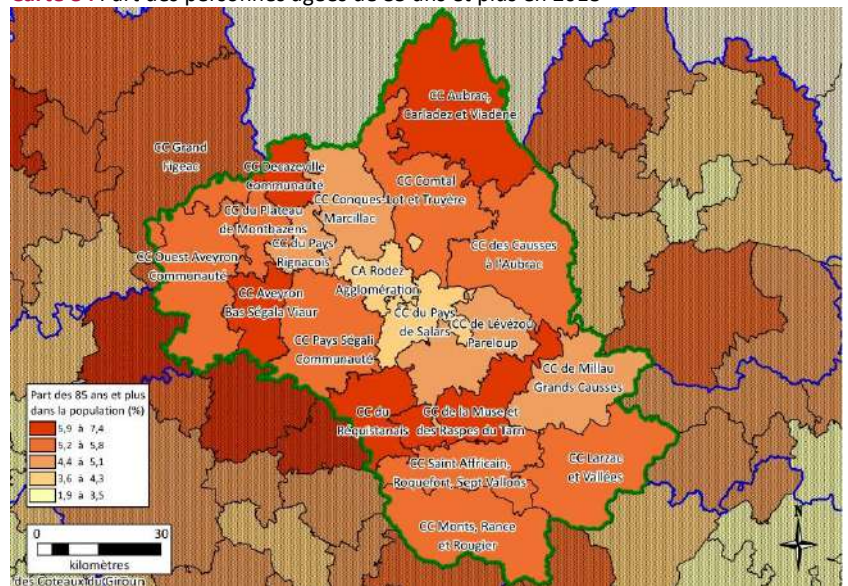 Carte 3 : Part des personnes âgées de 85 ans et plus en 2018
CC Aubrac,
Carladez et Viadène
CC Grand
Figeac
CC Decazeville
Communauté
CC Comtal
Lot et Truyère
CC Conques-
Marcillac
CC du Plateau
de Montbazens
CC du Pays
Rignacois
CC des Causses
à l'Aubrac
CC Ouest Aveyron
Communauté
CA Rodez
Agglomération
CC Aveyron
Bas Ségala Viaur
CC du Pays
de Salars
CC de Lévézou
Pareloup
CC Pays Ségali
Communauté
CC de Millau
Grands Causses
CC du
Réquistanais
CC de la Muse et
des Raspes du Tarn
CC Saint Affricain,
Roquefort, Sept Vallons
CC Larzac
et Vallées
CC Monts, Rance
et Rougier
Part des 85 ans et plus
dans la population (%)
5,9 à 7,4
5,2 à 5,8
4,4 à 5,1
3,6 à 4,3
1,9 à 3,5
0 30
kilomètres
N
des Coteaux du Girou